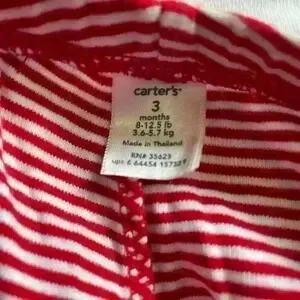 carter's
3
months
8-12.5 lb
3.6-5.7 kg
Made in Thailand
RN# 35623